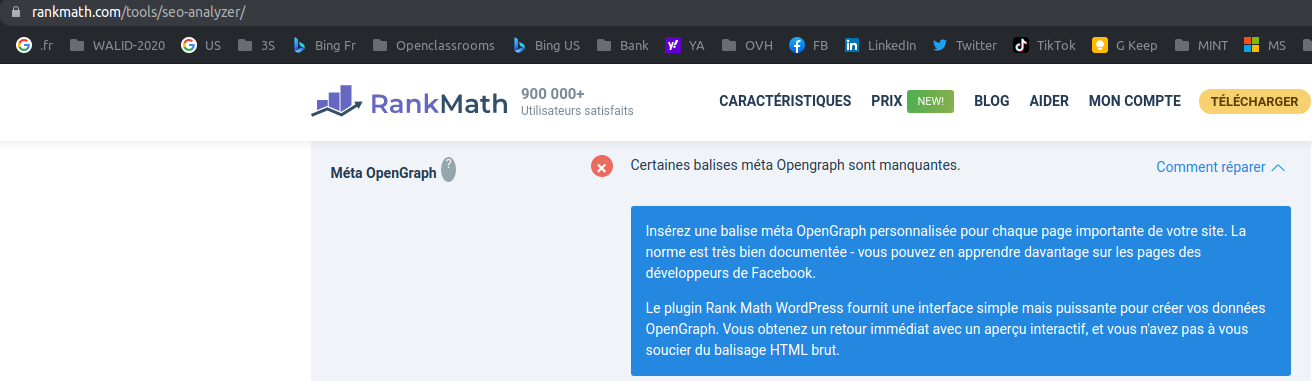 rankmath.com/tools/seo-analyzer/
.fr WALID-2020 US 3S Bing Fr Openclassrooms Bing US Bank YA OVH FB LinkedIn Twitter TikTok G Keep MINT MS
RankMath 900 000+
Utilisateurs satisfaits
CARACTÉRISTIQUES PRIX NEW! BLOG AIDER MON COMPTE TÉLÉCHARGER
Méta OpenGraph ? Certaines balises méta Opengraph sont manquantes. Comment réparer
Insérez une balise méta OpenGraph personnalisée pour chaque page importante de votre site. La
norme est très bien documentée - vous pouvez en apprendre davantage sur les pages des
développeurs de Facebook.
Le plugin Rank Math WordPress fournit une interface simple mais puissante pour créer vos données
OpenGraph. Vous obtenez un retour immédiat avec un aperçu interactif, et vous n'avez pas à vous
soucier du balisage HTML brut.